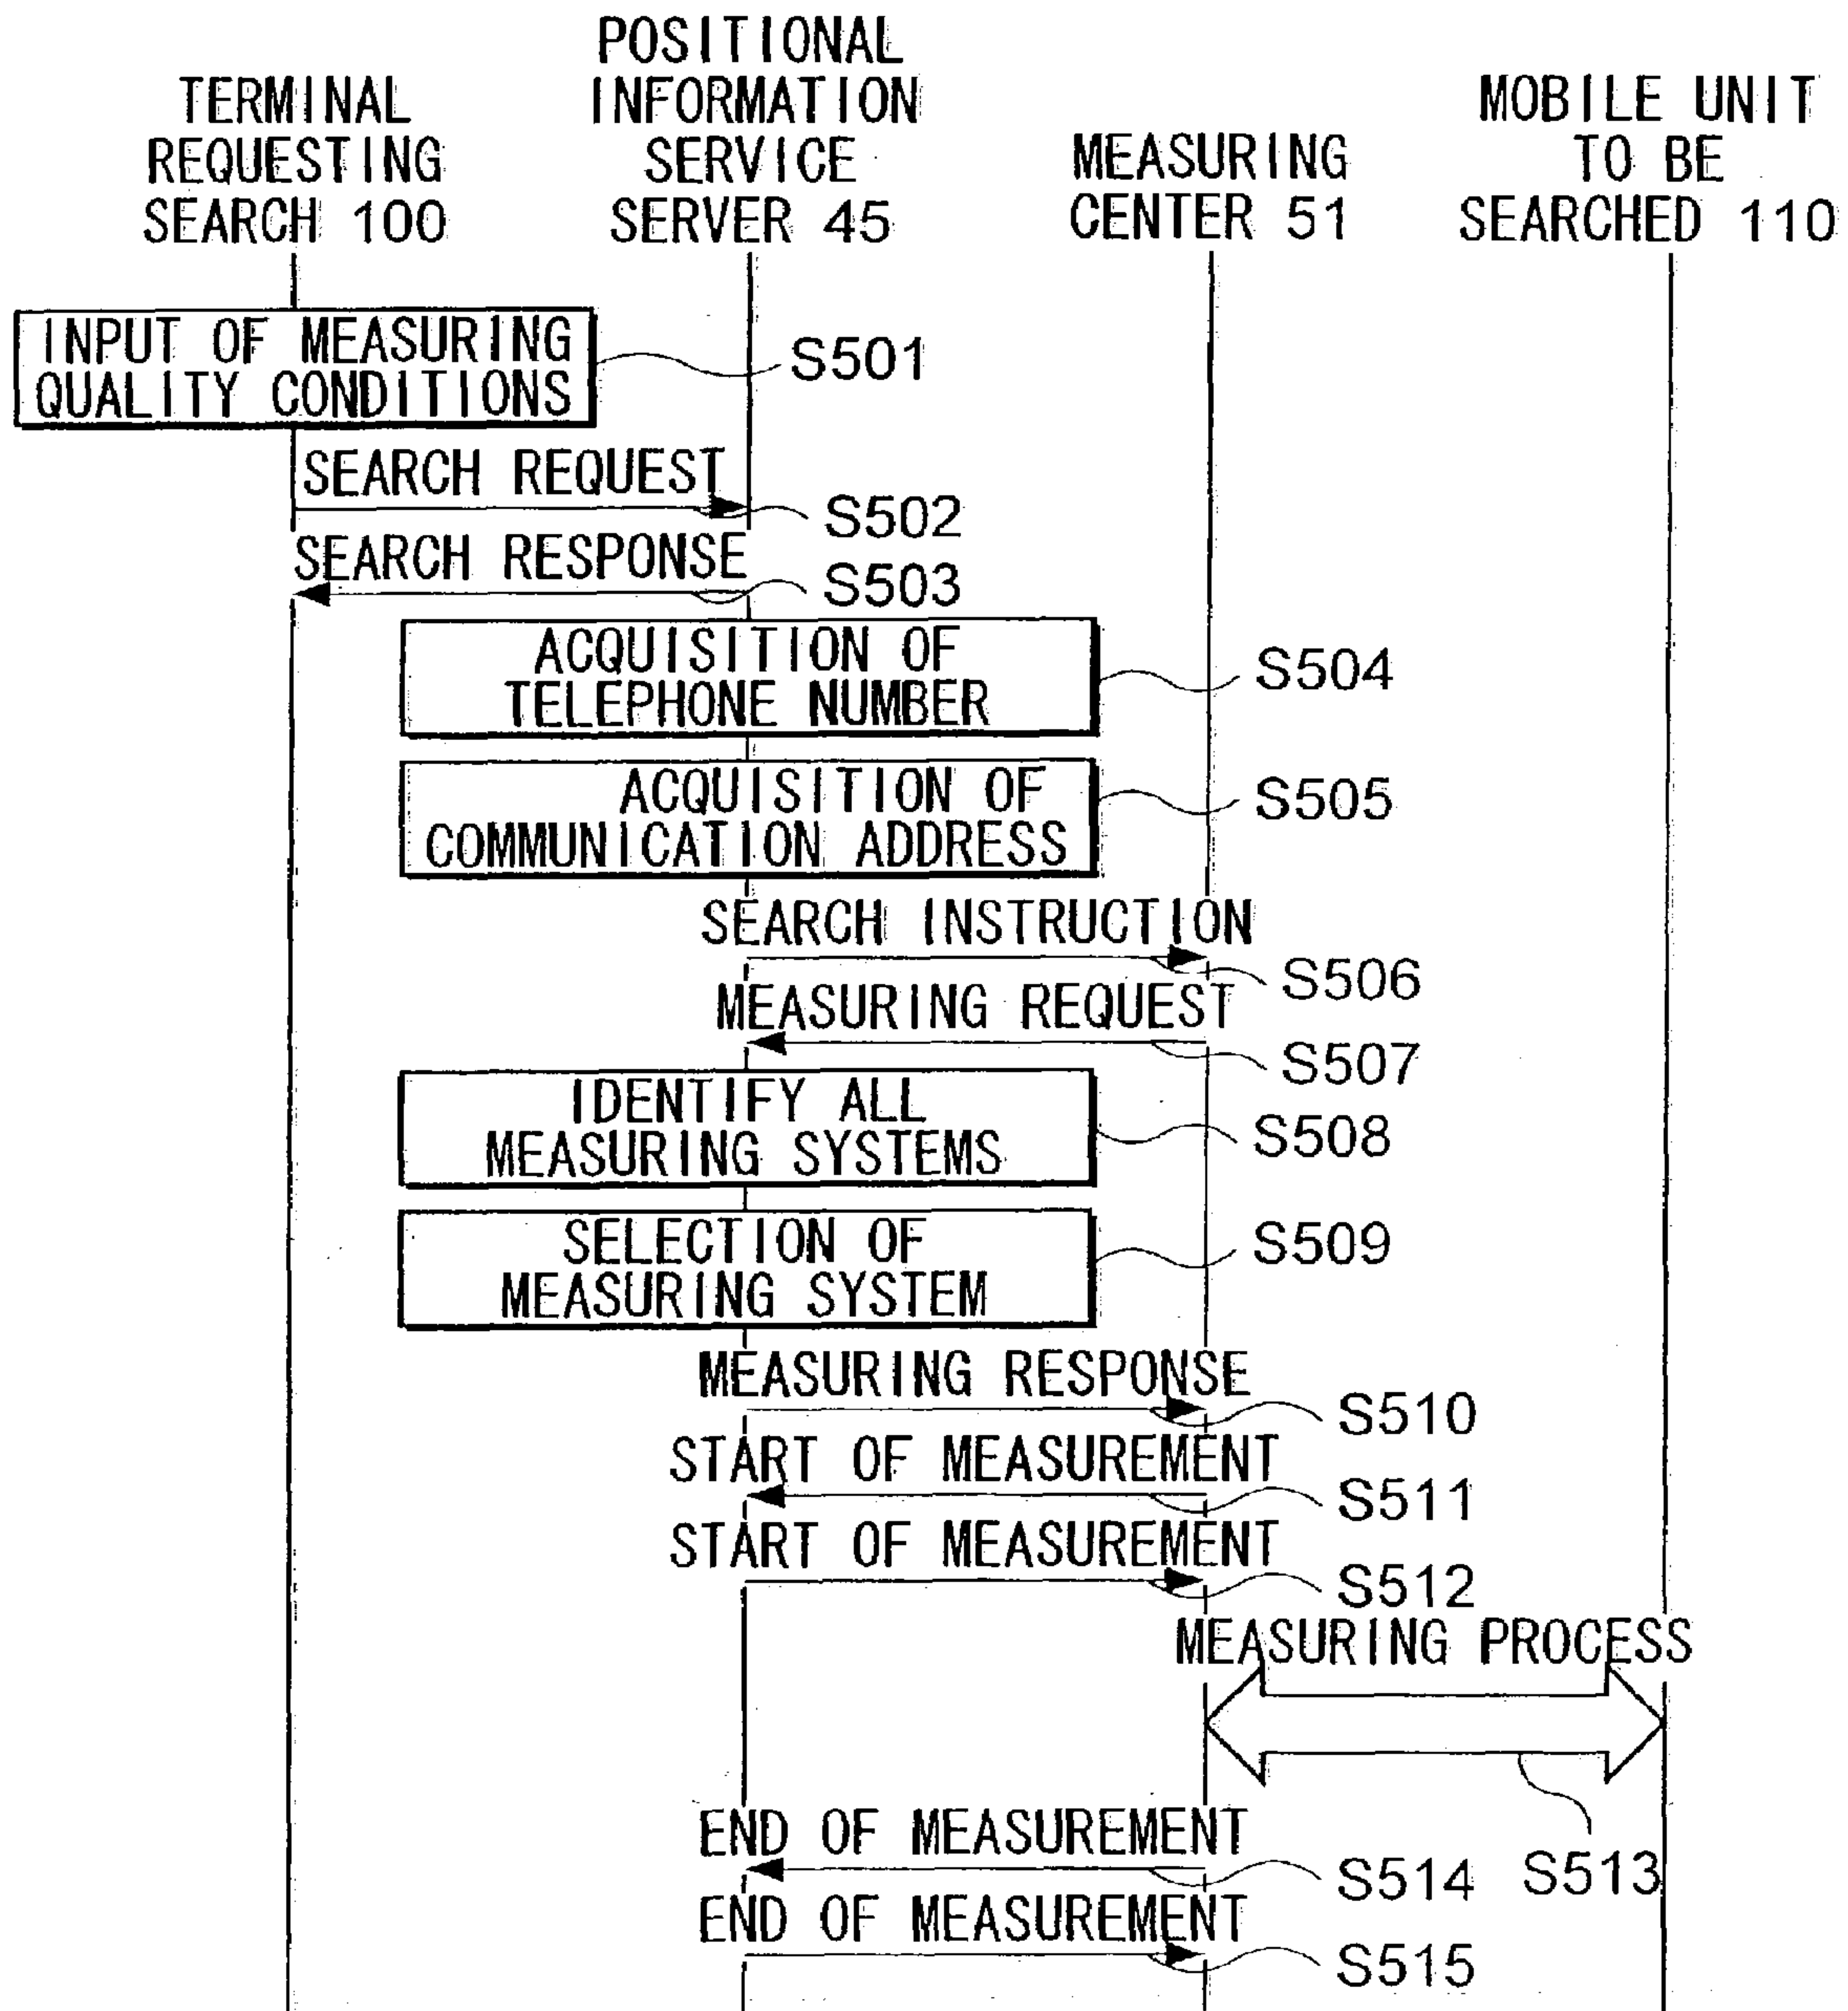 TERMINAL
REQUESTING
SEARCH 100
POSITIONAL
INFORMATION
SERVICE
SERVER 45
MEASURING
CENTER 51
MOBILE UNIT
TO BE
SEARCHED 110
INPUT OF MEASURING
QUALITY CONDITIONS
S501
SEARCH REQUEST
S502
SEARCH RESPONSE
S503
ACQUISITION OF
TELEPHONE NUMBER
S504
ACQUISITION OF
COMMUNICATION ADDRESS
S505
SEARCH INSTRUCTION
S506
MEASURING REQUEST
S507
IDENTIFY ALL
MEASURING SYSTEMS
S508
SELECTION OF
MEASURING SYSTEM
S509
MEASURING RESPONSE
S510
START OF MEASUREMENT
S511
START OF MEASUREMENT
S512
MEASURING PROCESS
S513
END OF MEASUREMENT
S514
END OF MEASUREMENT
S515